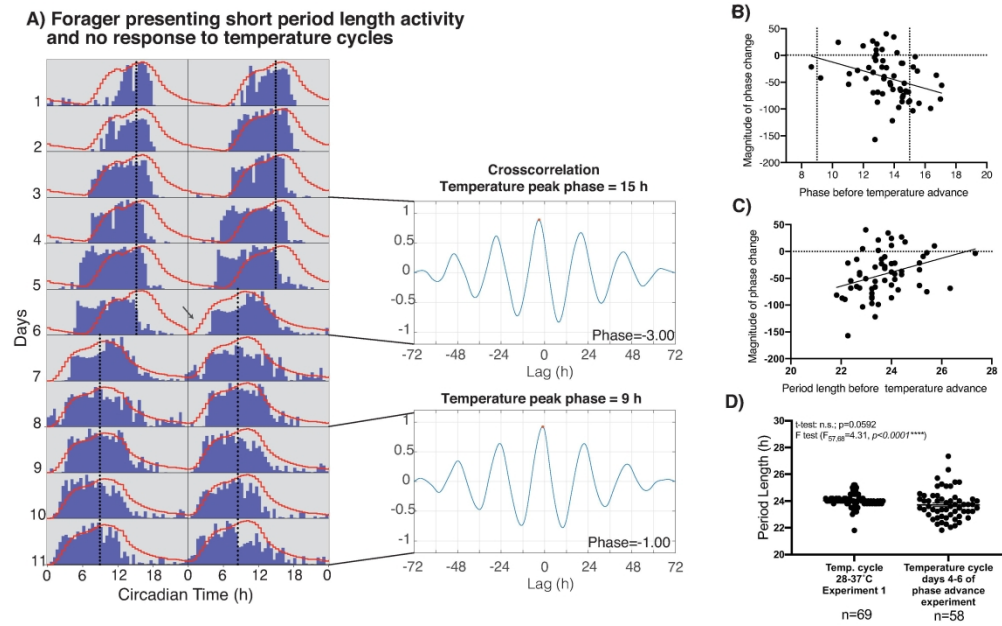 A) Forager presenting short period length activity
and no response to temperature cycles
Days
1
2
3
4
5
6
7
8
9
10
11
0 12 18 0 6 12 18 0
Circadian Time (h)
Crosscorrelation
Temperature peak phase = 15 h
1
0.5
0
-0.5
-1
Phase=-3.00
-72 -48 -24 0 24 48 72
Lag (h)
Temperature peak phase = 9 h
1
0.5
0
-0.5
-1
Phase=-1.00
-72 -48 -24 0 24 48 72
Lag (h)
B)
Magnitude of phase change
50
0
-50
-100
-150
-200
8 10 12 14 16 18 20
Phase before temperature advance
C)
Magnitude of phase change
50
0
-50
-100
-150
-200
20 22 24 26 28
Period length before temperature advance
D)
t-test: n.s.; p=0.0592
F test (F57,68=4.31, p<0.0001****)
Period Length (h)
30
28
26
24
22
20
Temp. cycle
28-37˚C
Experiment 1
n=69
Temperature cycle
days 4-6 of
phase advance
experiment
n=58